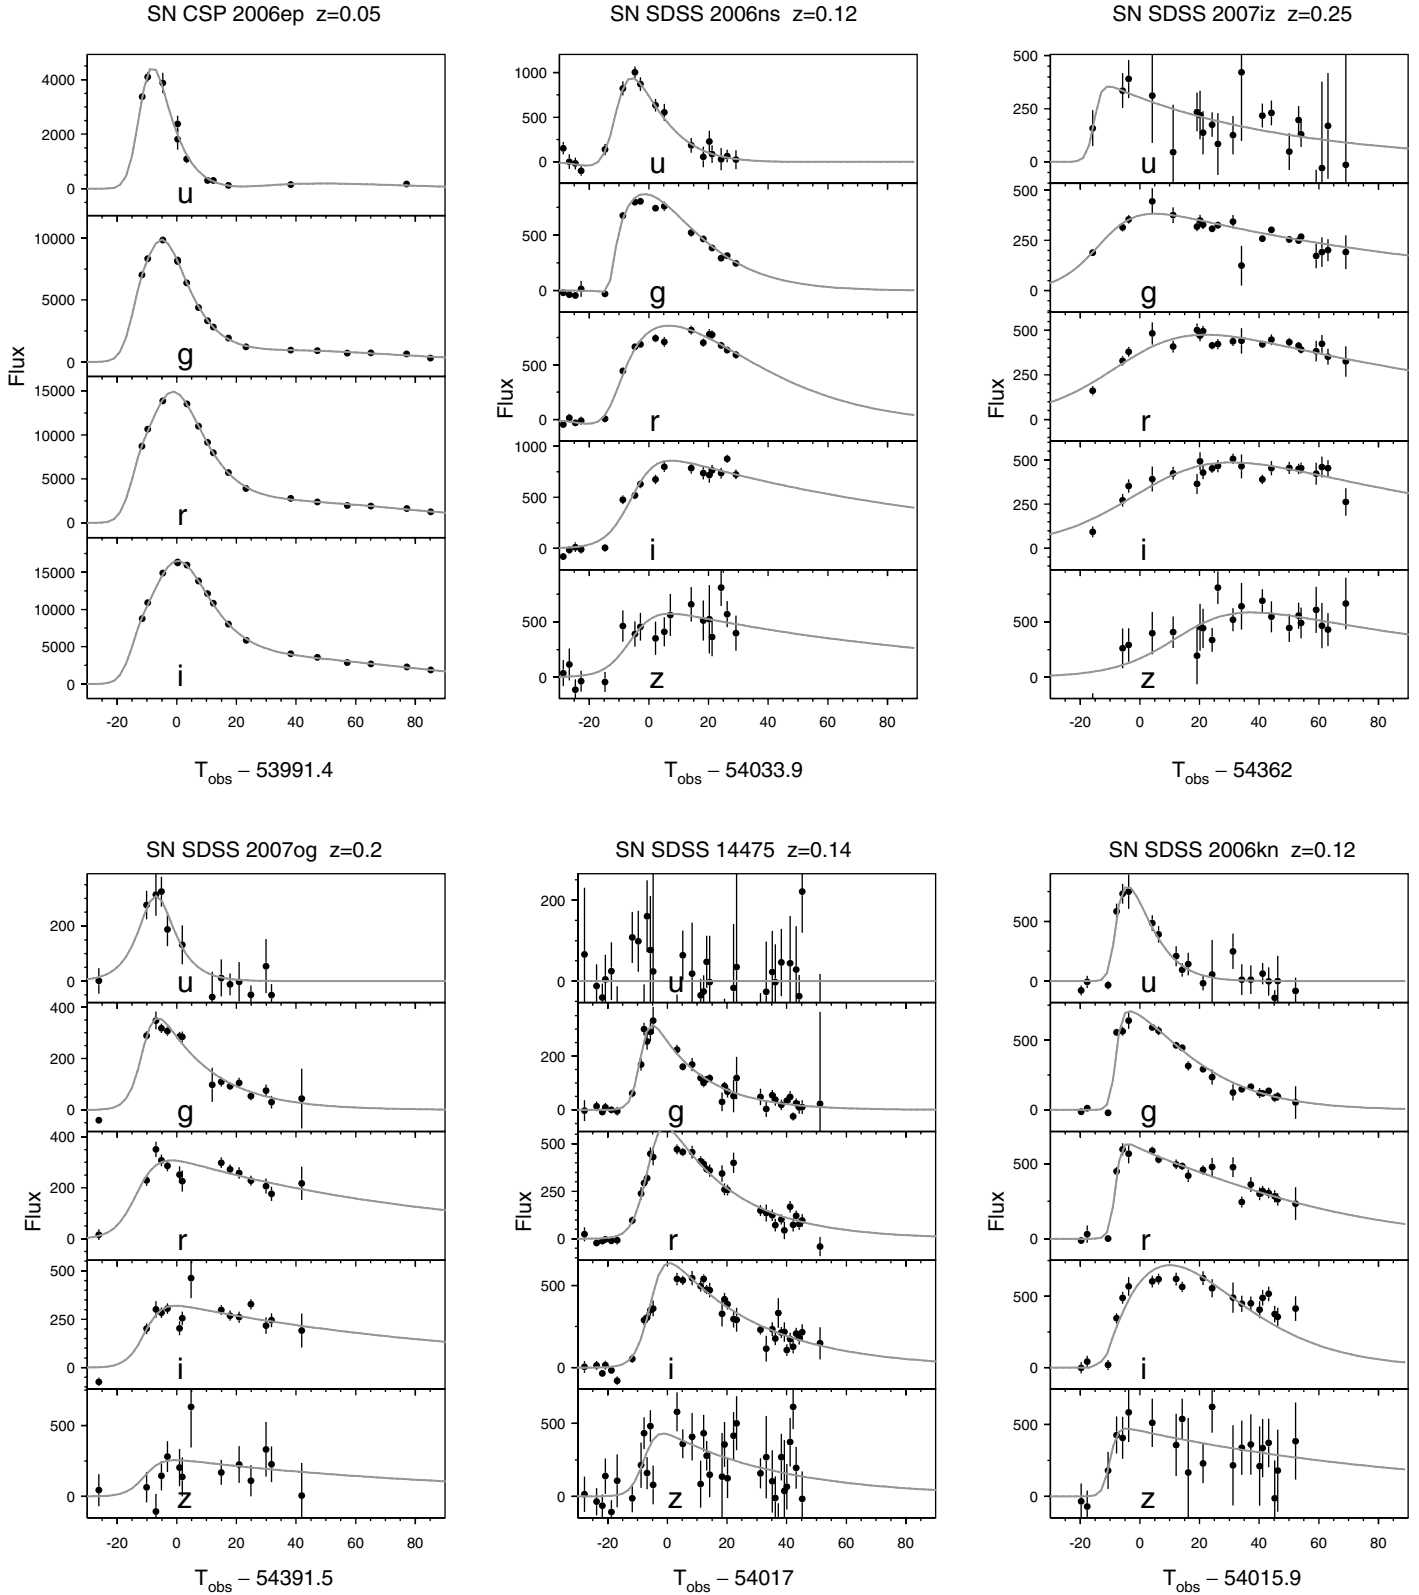 SN CSP 2006ep z=0.05
4000
2000
0
u
10000
5000
0
g
15000
10000
5000
0
r
15000
10000
5000
0
i
Flux
-20 0 20 40 60 80
Tobs − 53991.4
SN SDSS 2006ns z=0.12
1000
500
0
u
500
0
g
500
0
r
1000
500
0
i
500
0
z
Flux
-20 0 20 40 60 80
Tobs − 54033.9
SN SDSS 2007iz z=0.25
500
250
0
u
500
250
0
g
500
250
0
r
500
250
0
i
500
0
z
Flux
-20 0 20 40 60 80
Tobs − 54362
SN SDSS 2007og z=0.2
200
0
u
400
200
0
g
400
200
0
r
500
250
0
i
500
0
z
Flux
-20 0 20 40 60 80
Tobs − 54391.5
SN SDSS 14475 z=0.14
200
0
u
200
0
g
500
250
0
r
500
0
i
500
0
z
Flux
-20 0 20 40 60 80
Tobs − 54017
SN SDSS 2006kn z=0.12
500
0
u
500
0
g
500
0
r
500
0
i
500
0
z
Flux
-20 0 20 40 60 80
Tobs − 54015.9